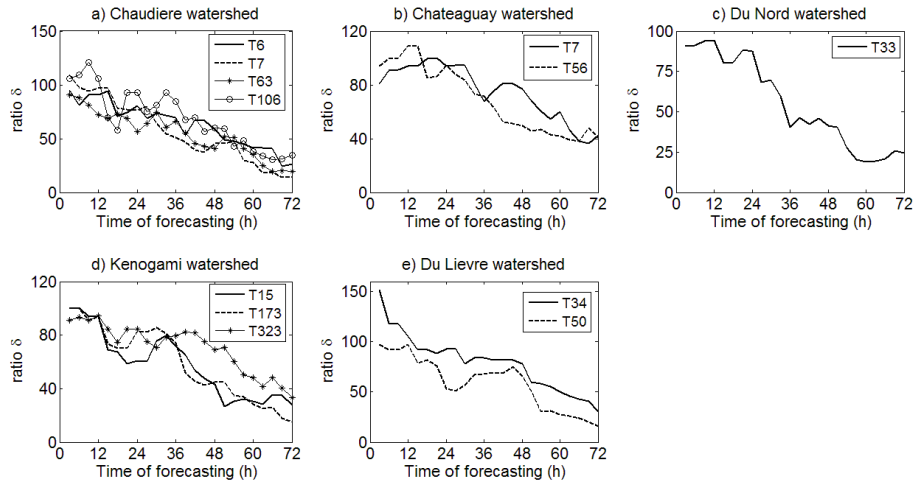 a) Chaudiere watershed
150
100
50
0
0 12 24 36 48 60 72
ratio δ
Time of forecasting (h)
T6
T7
T63
T106
b) Chateaguay watershed
120
80
40
0
0 12 24 36 48 60 72
ratio δ
Time of forecasting (h)
T7
T56
c) Du Nord watershed
100
75
50
25
0
0 12 24 36 48 60 72
ratio δ
Time of forecasting (h)
T33
d) Kenogami watershed
120
80
40
0
0 12 24 36 48 60 72
ratio δ
Time of forecasting (h)
T15
T173
T323
e) Du Lievre watershed
150
100
50
0
0 12 24 36 48 60 72
ratio δ
Time of forecasting (h)
T34
T50